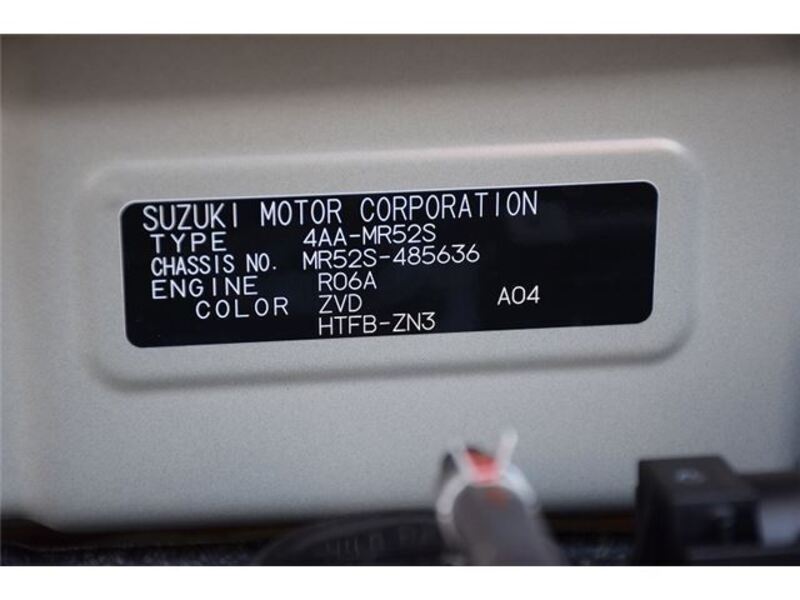 SUZUKI MOTOR CORPORATION
TYPE 4AA-MR52S
CHASSIS NO. MR52S-485636
ENGINE R06A
COLOR ZVD A04
HTFB-ZN3